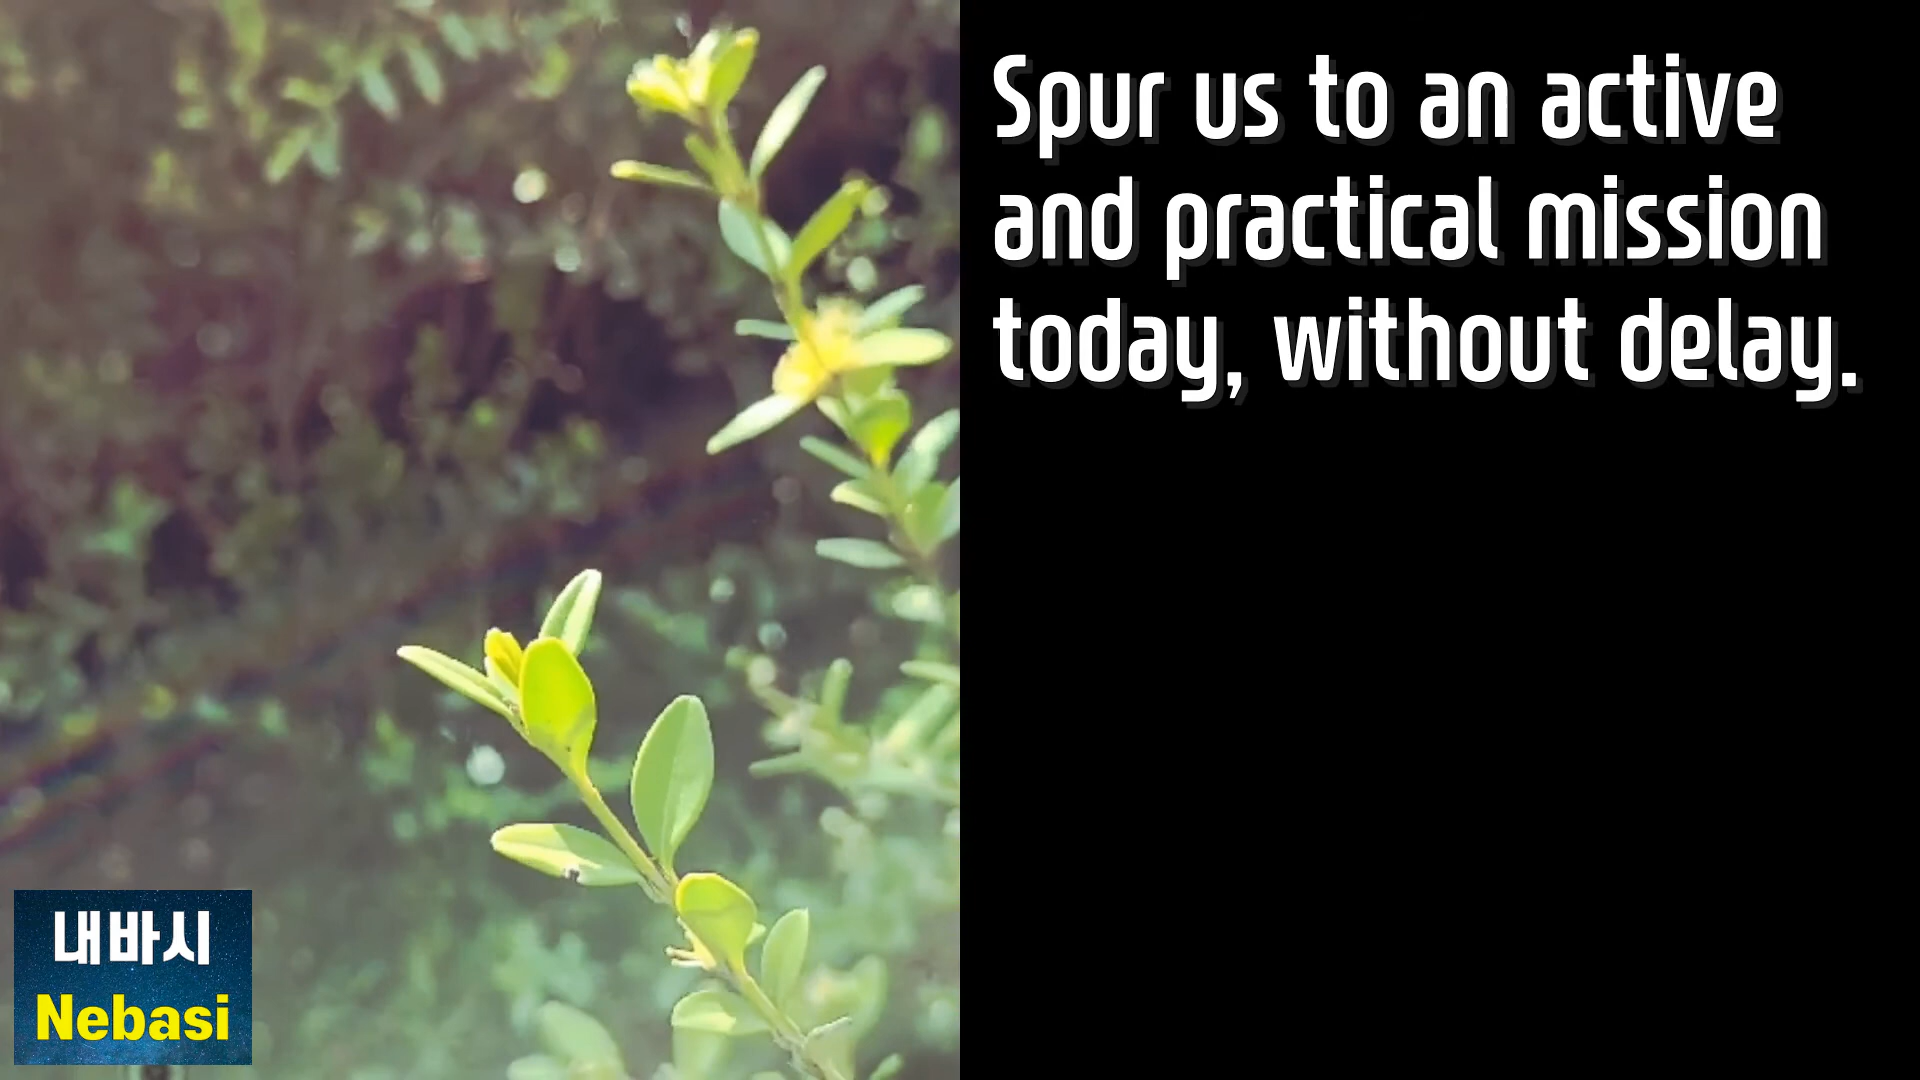 Spur us to an active
and practical mission
today, without delay.
내바시
Nebasi